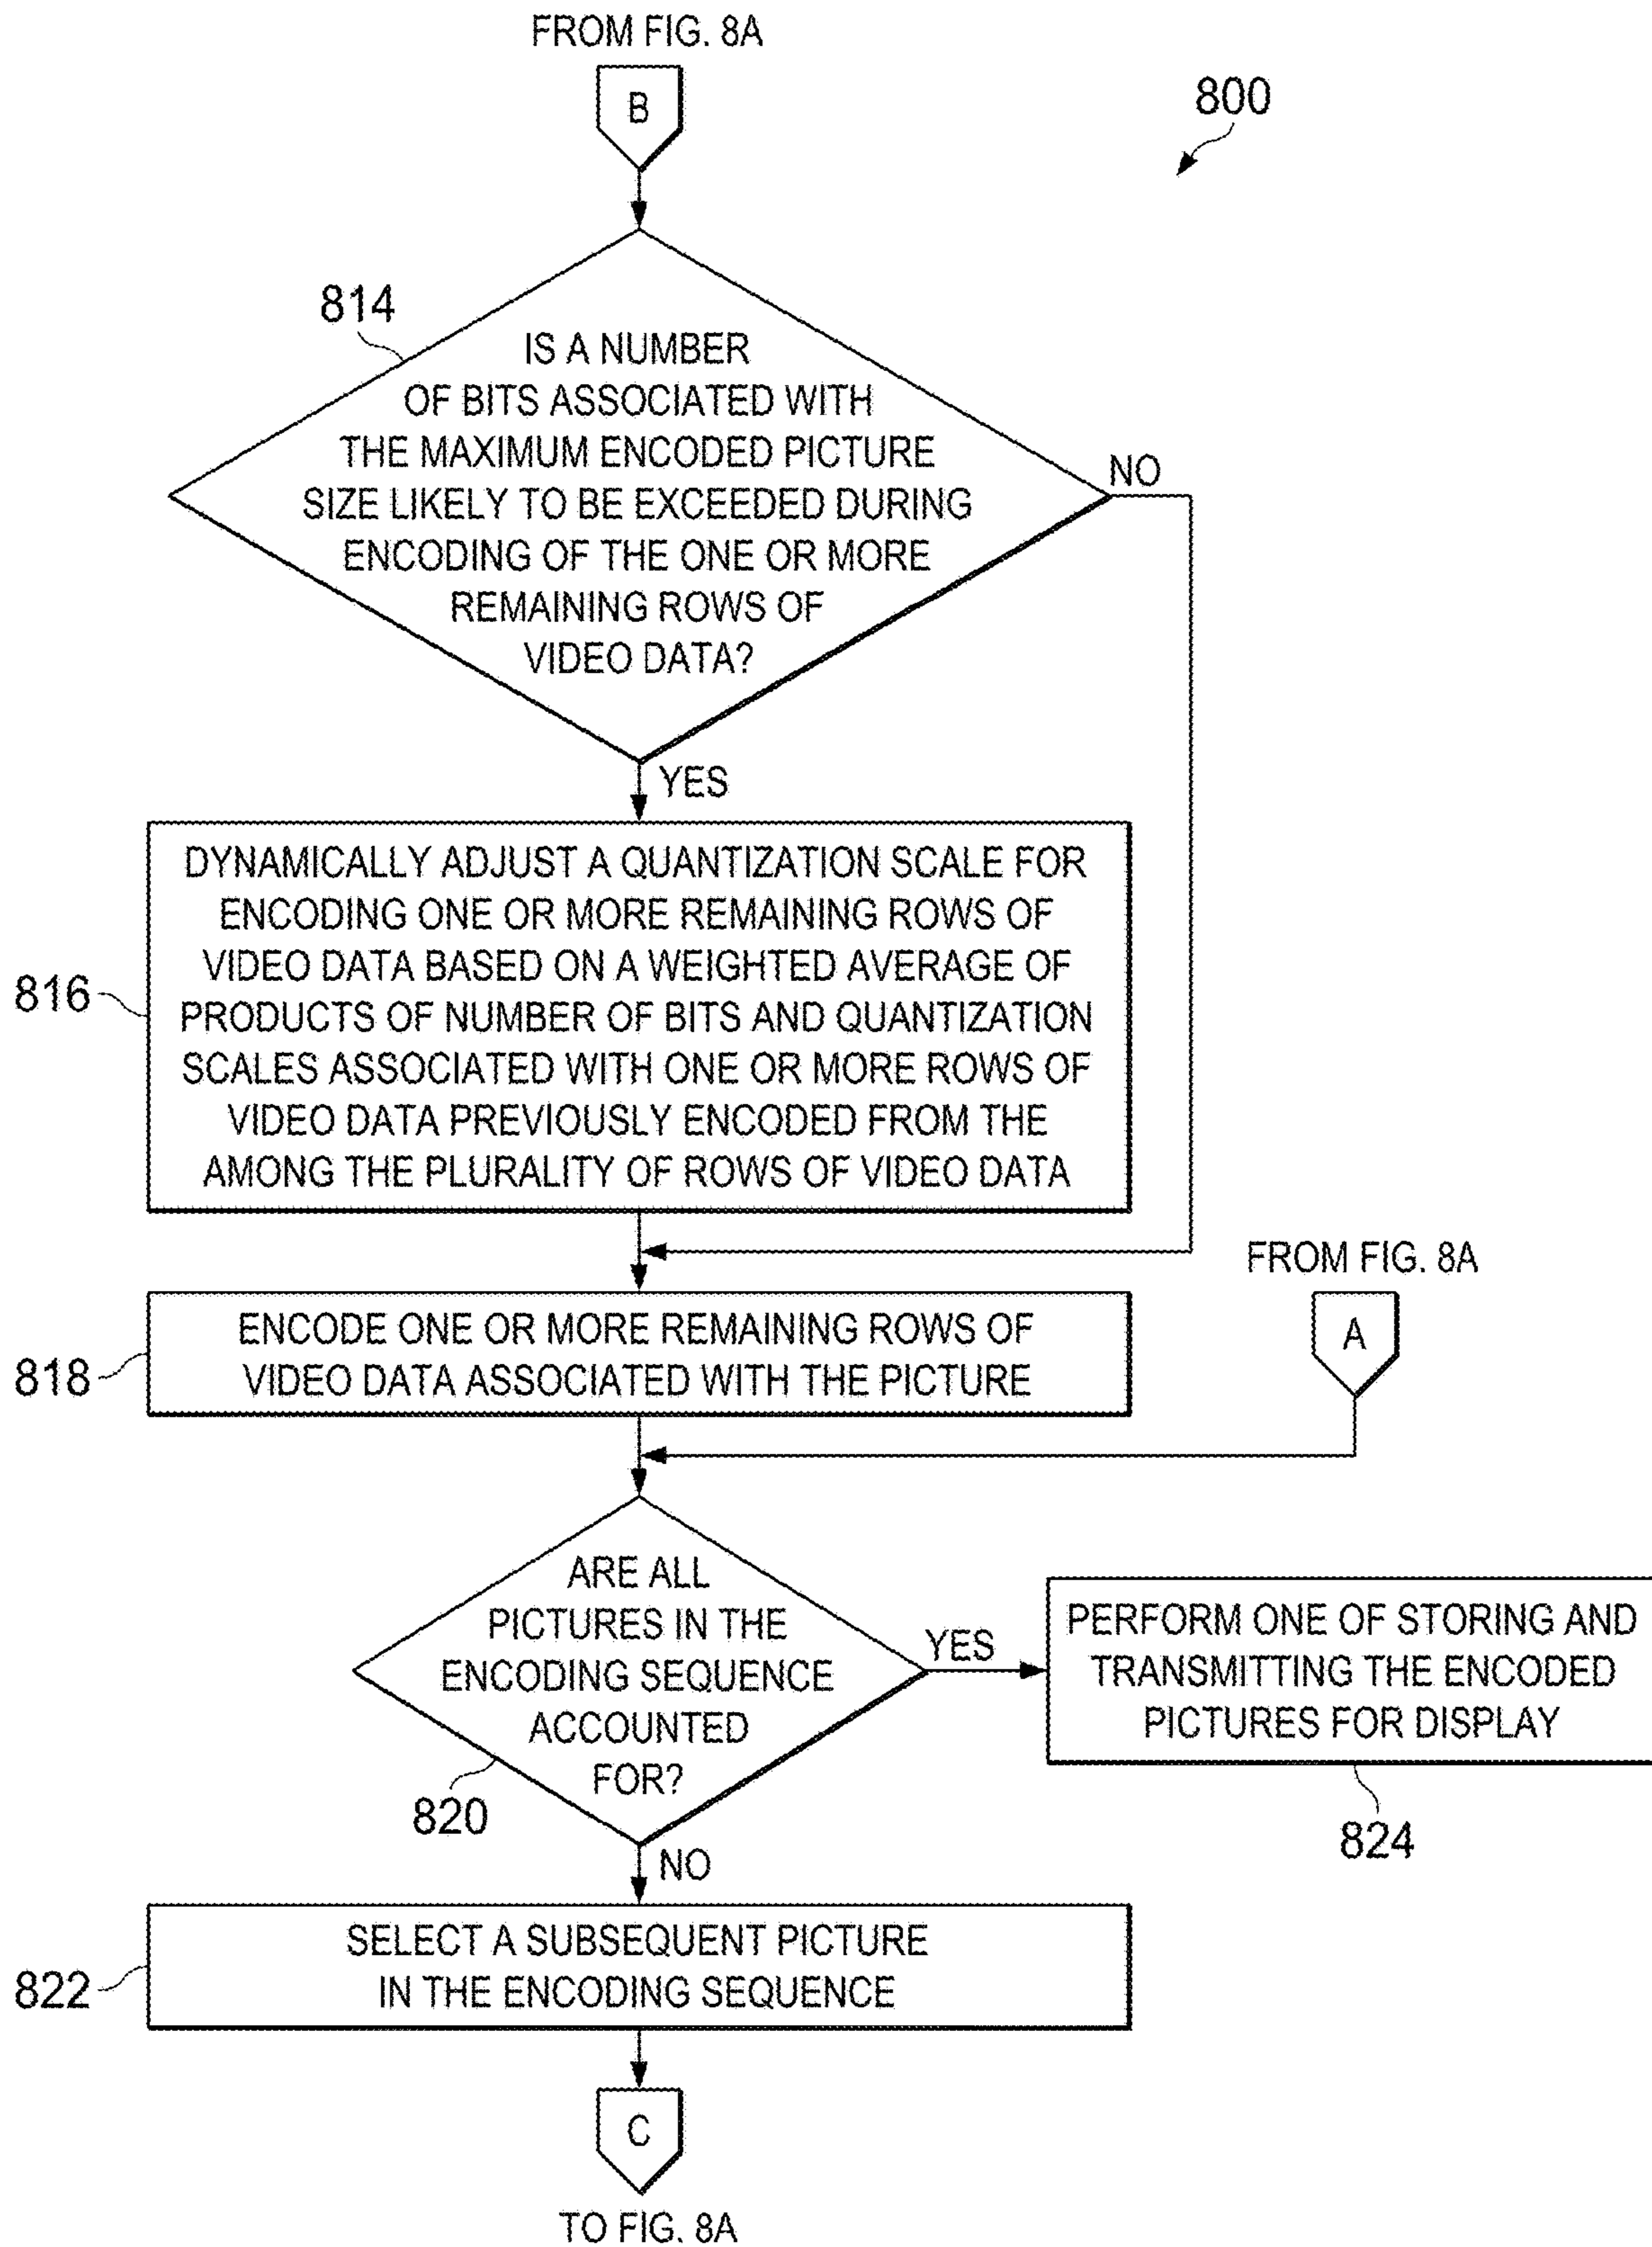 FROM FIG. 8A
B
800
814
IS A NUMBER
OF BITS ASSOCIATED WITH
THE MAXIMUM ENCODED PICTURE
SIZE LIKELY TO BE EXCEEDED DURING
ENCODING OF THE ONE OR MORE
REMAINING ROWS OF
VIDEO DATA?
NO
YES
816
DYNAMICALLY ADJUST A QUANTIZATION SCALE FOR
ENCODING ONE OR MORE REMAINING ROWS OF
VIDEO DATA BASED ON A WEIGHTED AVERAGE OF
PRODUCTS OF NUMBER OF BITS AND QUANTIZATION
SCALES ASSOCIATED WITH ONE OR MORE ROWS OF
VIDEO DATA PREVIOUSLY ENCODED FROM THE
AMONG THE PLURALITY OF ROWS OF VIDEO DATA
818
ENCODE ONE OR MORE REMAINING ROWS OF
VIDEO DATA ASSOCIATED WITH THE PICTURE
FROM FIG. 8A
A
820
ARE ALL
PICTURES IN THE
ENCODING SEQUENCE
ACCOUNTED
FOR?
YES
PERFORM ONE OF STORING AND
TRANSMITTING THE ENCODED
PICTURES FOR DISPLAY
824
NO
822
SELECT A SUBSEQUENT PICTURE
IN THE ENCODING SEQUENCE
C
TO FIG. 8A